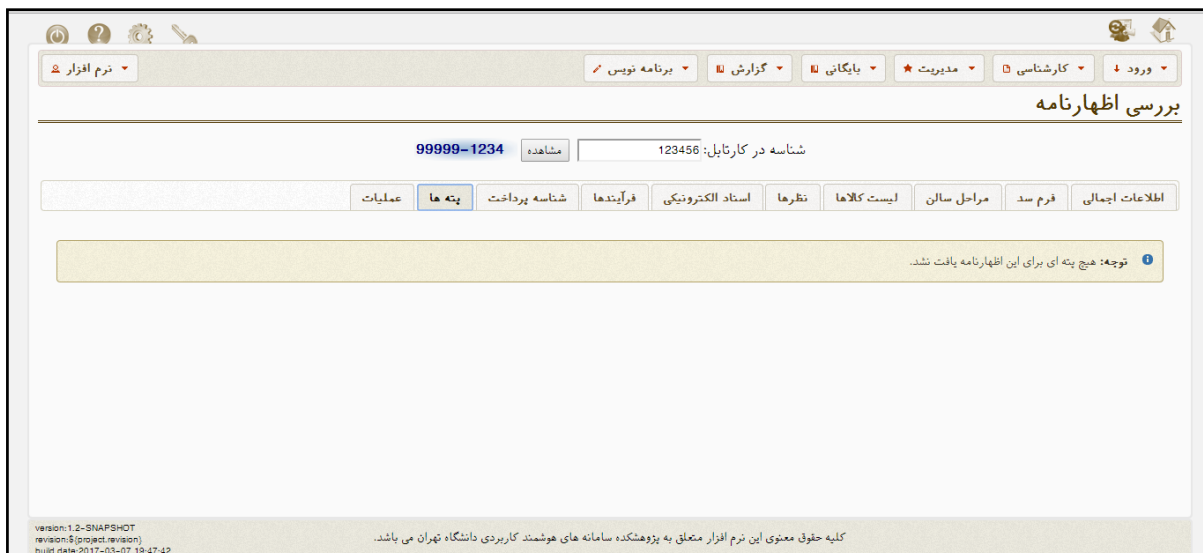 ورود کارشناسی مدیریت بایگانی گزارش برنامه نویس نرم افزار
بررسی اظهارنامه
شناسه در کارتابل: 123456 مشاهده 99999-1234
اطلاعات اجمالی فرم سد مراحل سالن لیست کالاها نظرها اسناد الکترونیکی فرآیندها شناسه پرداخت پته ها عملیات
توجه: هیچ پته ای برای این اظهارنامه یافت نشد.
کلیه حقوق معنوی این نرم افزار متعلق به پژوهشکده سامانه های هوشمند کاربردی دانشگاه تهران می باشد.
version:1.2-SNAPSHOT
revision:${project.revision}
build date:2017-03-07 19:47:42